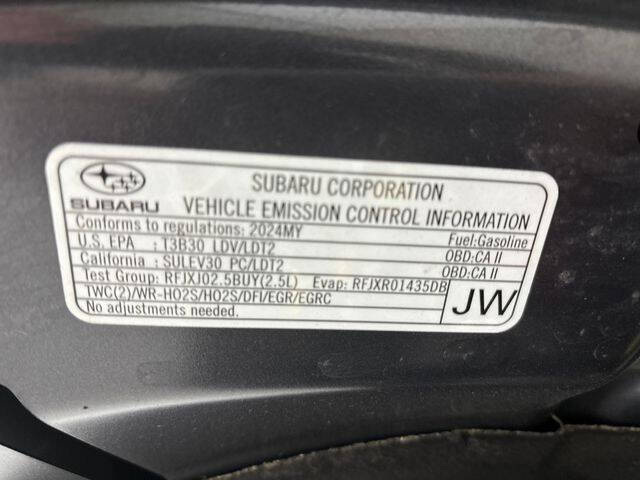 SUBARU CORPORATION
SUBARU
VEHICLE EMISSION CONTROL INFORMATION
Conforms to regulations: 2024MY Fuel:Gasoline
U.S. EPA : T3B30 LDV/LDT2 OBD:CA II
California : SULEV30 PC/LDT2 OBD:CA II
Test Group: RFJXJ02.5BUY(2.5L) Evap: RFJXR01435DB
TWC(2)/WR-HO2S/HO2S/DFI/EGR/EGRC
No adjustments needed.
JW